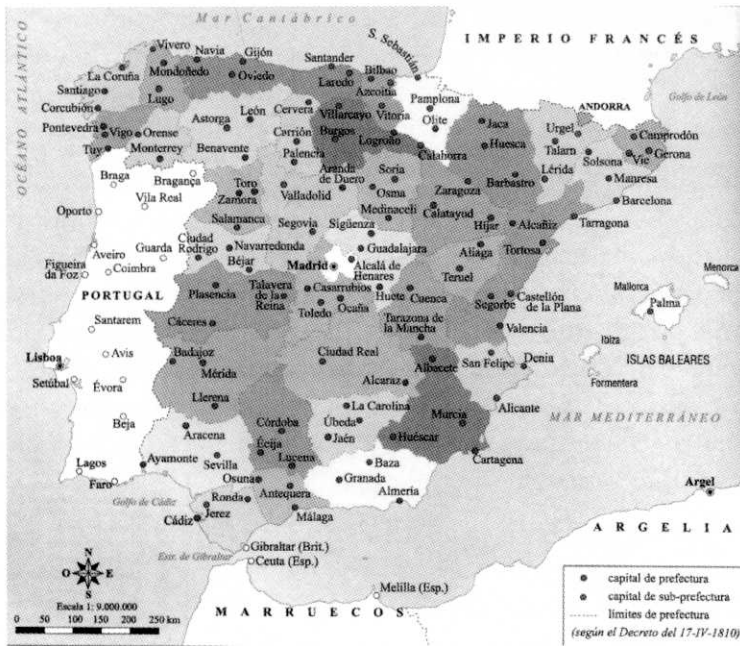 Mar Cantábrico
OCÉANO ATLÁNTICO
IMPERIO FRANCÉS
S. Sebastián
Golfo de León
ANDORRA
Vivero
Navia
Gijón
La Coruña
Mondoñedo
Oviedo
Santander
Laredo
Bilbao
Azcoitia
Santiago
Lugo
Corcubión
Pontevedra
Vigo
Orense
Tuy
Monterrey
Astorga
León
Benavente
Cervera
Carrión
Palencia
Villarcayo
Burgos
Vitoria
Logroño
Pamplona
Olite
Calahorra
Jaca
Huesca
Barbastro
Urgel
Talarn
Solsona
Lérida
Camprodón
Vic
Gerona
Manresa
Barcelona
Tarragona
Braga
Bragança
Vila Real
Oporto
Aveiro
Guarda
Figueira
da Foz
Coimbra
PORTUGAL
Santarem
Avis
Lisboa
Setúbal
Évora
Beja
Lagos
Faro
Toro
Zamora
Valladolid
Aranda
de Duero
Soria
Osma
Medinaceli
Zaragoza
Calatayud
Híjar
Alcañiz
Tortosa
Salamanca
Segovia
Sigüenza
Aliaga
Teruel
Ciudad
Rodrigo
Navarredonda
Béjar
Madrid
Guadalajara
Alcalá de
Henares
Plasencia
Talavera
de la
Reina
Casarrubios
Toledo
Ocaña
Huete
Cuenca
Segorbe
Castellón
de la Plana
Valencia
Cáceres
Tarazona de
la Mancha
Badajoz
Mérida
Ciudad Real
Albacete
San Felipe
Denia
Alcaraz
Alicante
Llerena
Aracena
Córdoba
Écija
Lucena
La Carolina
Úbeda
Jaén
Huéscar
Murcia
Cartagena
Baza
Granada
Almería
Ayamonte
Sevilla
Osuna
Antequera
Ronda
Málaga
Jerez
Cádiz
Golfo de Cádiz
Estr. de Gibraltar
Gibraltar (Brit.)
Ceuta (Esp.)
Melilla (Esp.)
MARRUECOS
Menorca
Mallorca
Palma
Ibiza
ISLAS BALEARES
Formentera
MAR MEDITERRÁNEO
Argel
ARGELIA
N
O
E
S
Escala 1: 9.000.000
0 50 100 150 200 250 km
capital de prefectura
capital de sub-prefectura
límites de prefectura
(según el Decreto del 17-IV-1810)